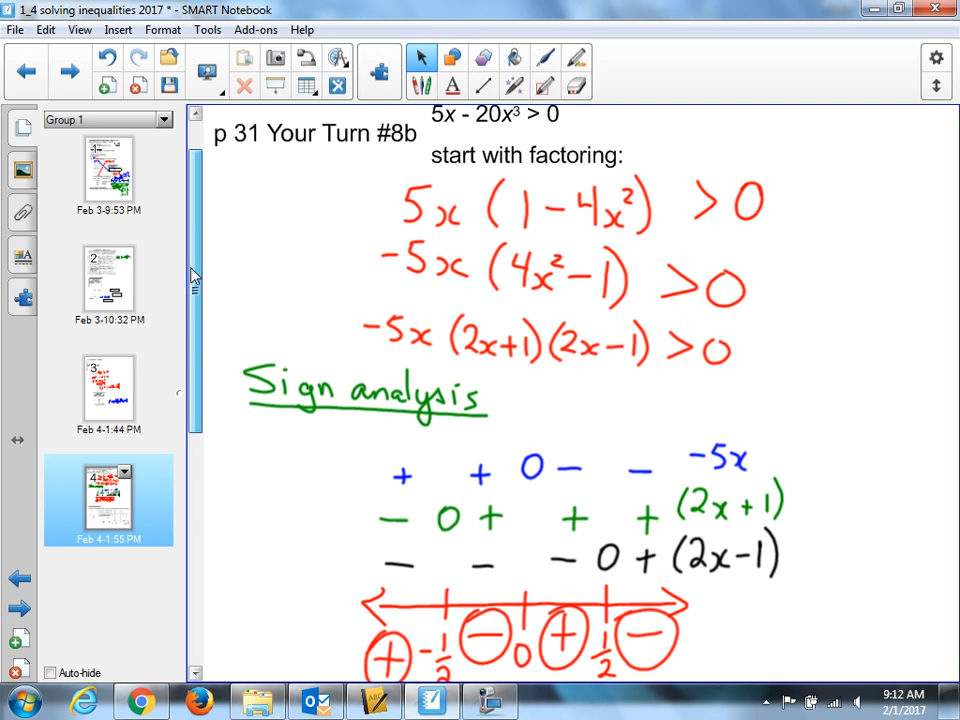 1_4 solving inequalities 2017 * - SMART Notebook
File Edit View Insert Format Tools Add-ons Help
Group 1
1
Feb 3-9:53 PM
2
Feb 3-10:32 PM
3
Feb 4-1:44 PM
4
Feb 4-1:55 PM
Auto-hide
5x - 20x³ > 0
p 31 Your Turn #8b
start with factoring:
5x (1 - 4x²) > 0
-5x (4x² - 1) > 0
-5x (2x+1)(2x-1) > 0
Sign analysis
+ + 0 - - -5x
- 0 + + + (2x+1)
- - - 0 + (2x-1)
+ -1/2 - 0 + 1/2 -
9:12 AM
2/1/2017